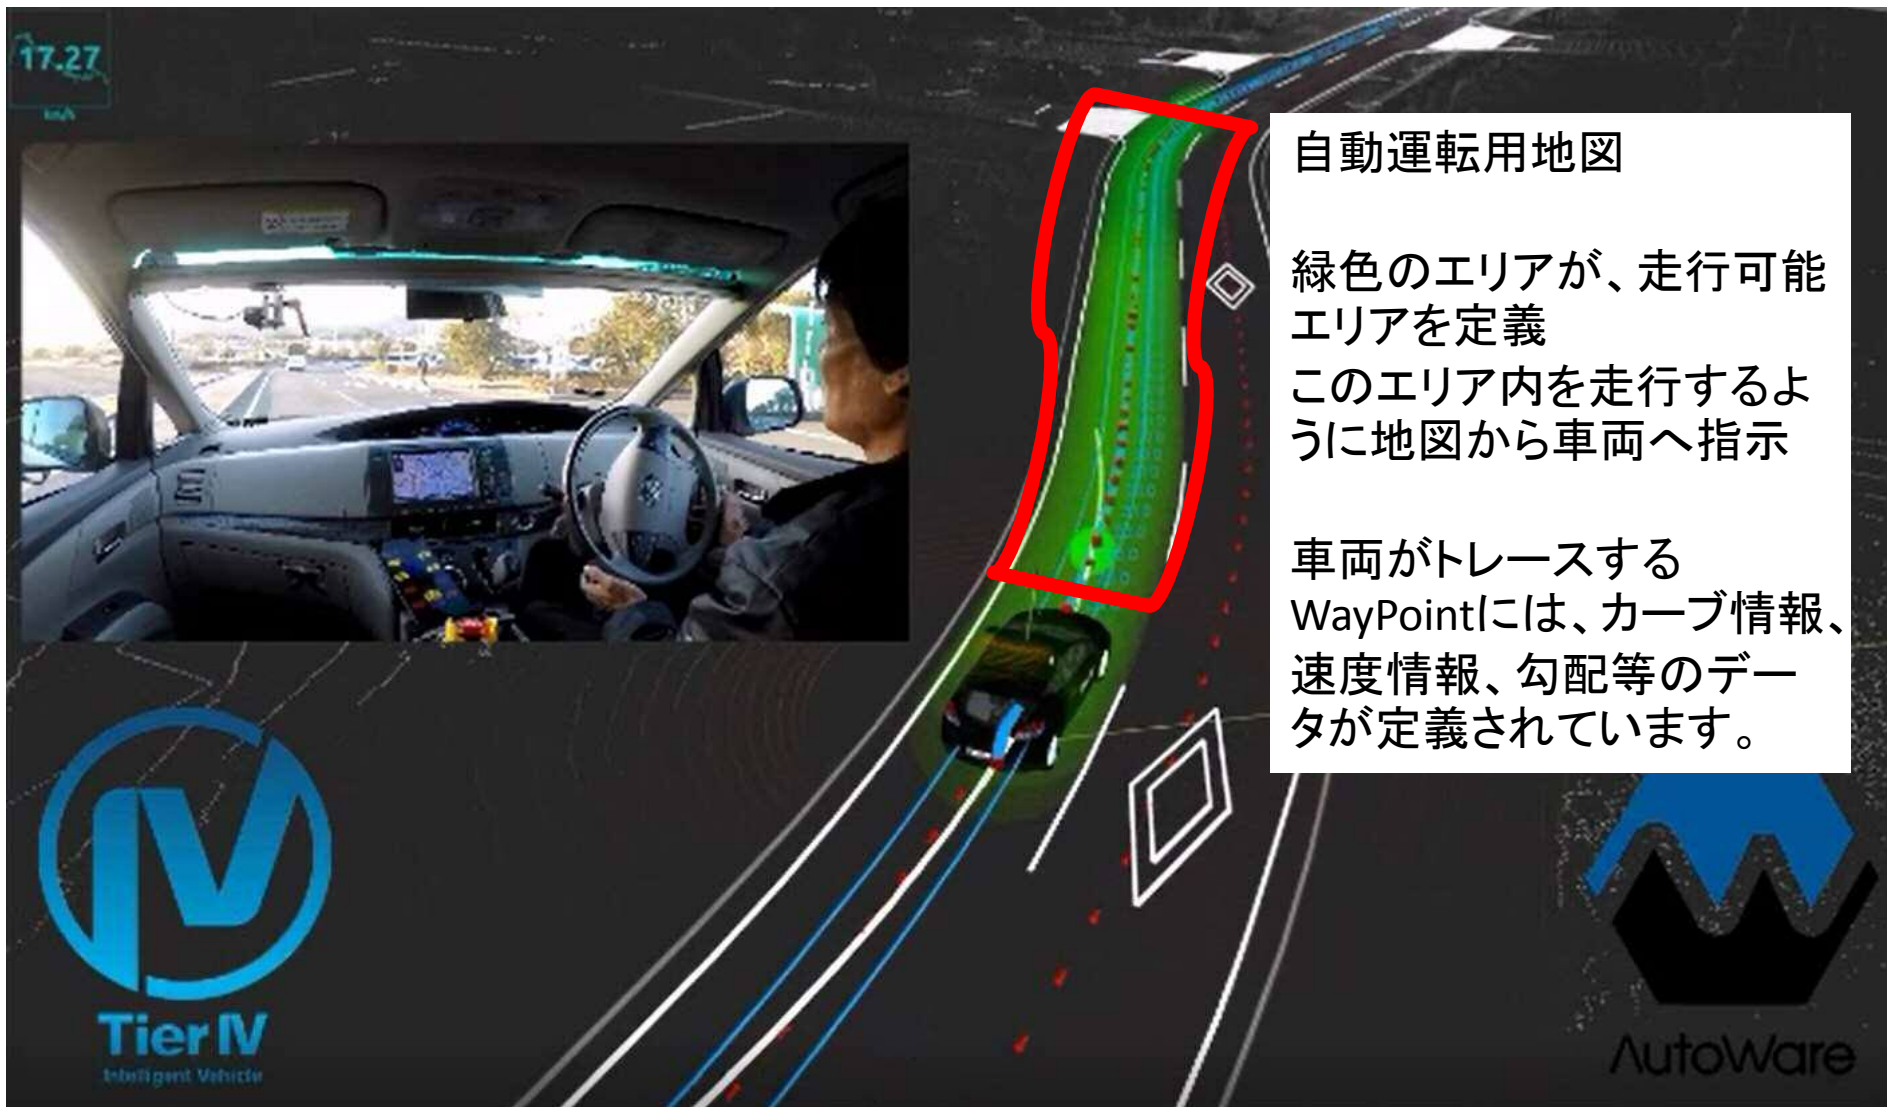 17.27
km/h
自動運転用地図
緑色のエリアが、走行可能
エリアを定義
このエリア内を走行するよ
うに地図から車両へ指示
車両がトレースする
WayPointには、カーブ情報、
速度情報、勾配等のデー
タが定義されています。
Tier IV
Intelligent Vehicle
AutoWare